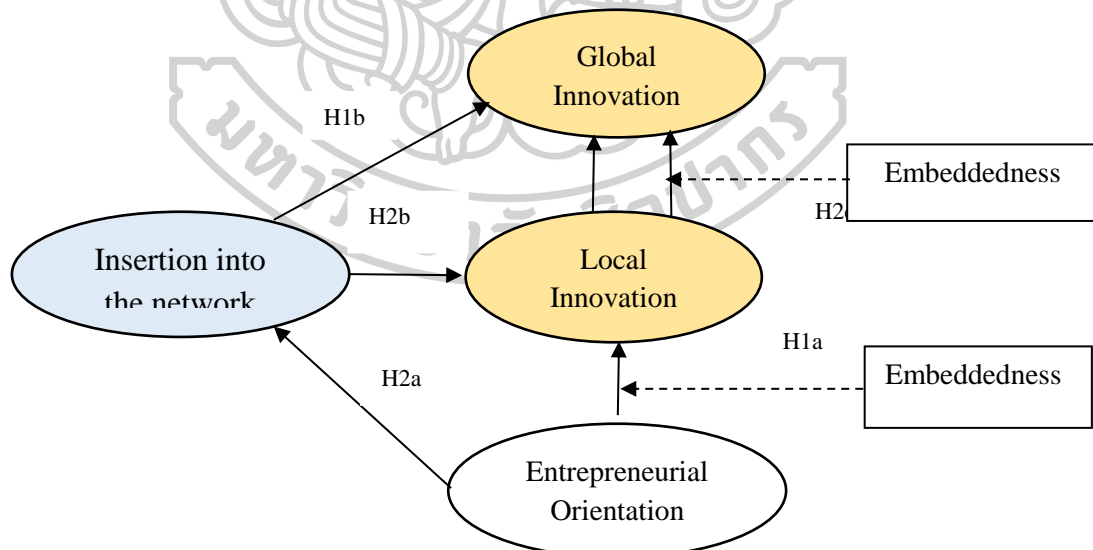 Global
Innovation
H1b
Embeddedness
H2b
Insertion into
the network
Local
Innovation
H1a
Embeddedness
H2a
Entrepreneurial
Orientation